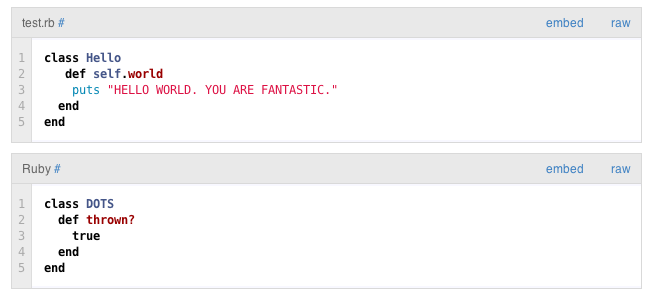 test.rb # embed raw
1 class Hello
2    def self.world
3     puts "HELLO WORLD. YOU ARE FANTASTIC."
4   end
5 end
Ruby # embed raw
1 class DOTS
2   def thrown?
3     true
4   end
5 end